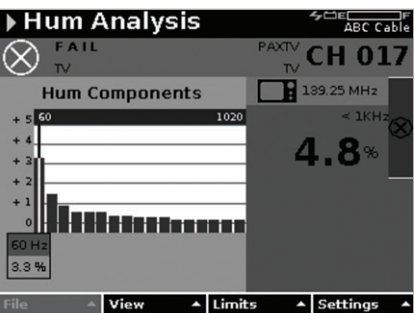 Hum Analysis
E F
ABC Cable
FAIL
TV
PAXTV
TV
CH 017
Hum Components
139.25 MHz
60 1020
< 1KHz
4.8%
+ 5
+ 4
+ 3
+ 2
+ 1
0
60 Hz
3.3 %
File View Limits Settings